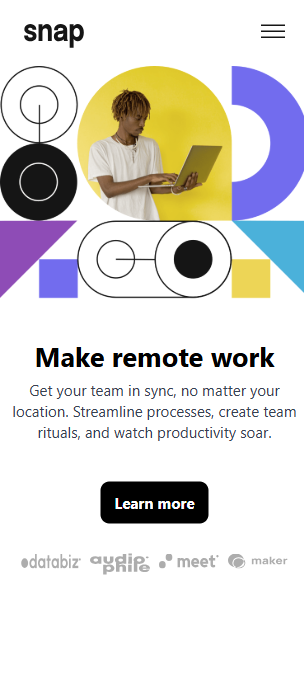 snap
Make remote work
Get your team in sync, no matter your
location. Streamline processes, create team
rituals, and watch productivity soar.
Learn more
databiz audiophile meet maker